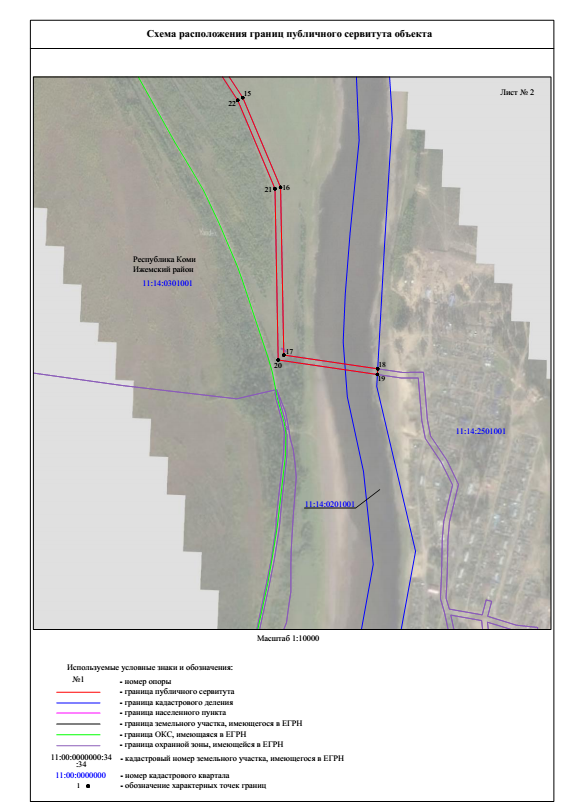 Схема расположения границ публичного сервитута объекта
Лист № 2
15
22
21
16
Республика Коми
Ижемский район
11:14:0301001
17
20
18
19
11:14:2501001
11:14:0201001
Масштаб 1:10000
Используемые условные знаки и обозначения:
№1 - номер опоры
- граница публичного сервитута
- граница кадастрового деления
- граница населенного пункта
- граница земельного участка, имеющегося в ЕГРН
- граница ОКС, имеющаяся в ЕГРН
- граница охранной зоны, имеющейся в ЕГРН
11:00:0000000:34
:34 - кадастровый номер земельного участка, имеющегося в ЕГРН
11:00:0000000 - номер кадастрового квартала
1 - обозначение характерных точек границ